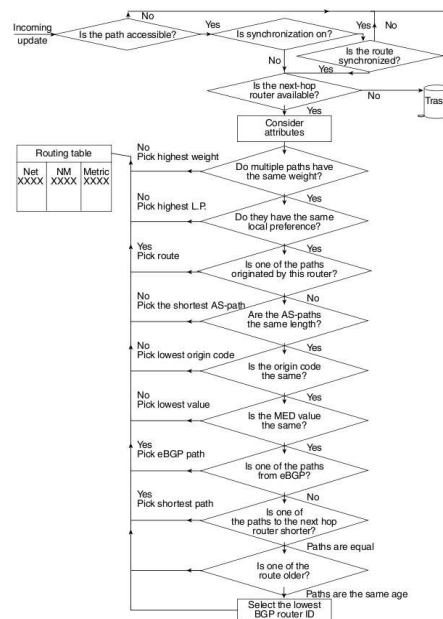 No
Incoming
update
Is the path accessible?
Yes
Is synchronization on?
Yes
No
Is the route
synchronized?
No
Yes
Is the next-hop
router available?
No
Tras
Yes
Consider
attributes
Routing table
Net NM Metric
XXXX XXXX XXXX
No
Pick highest weight
Do multiple paths have
the same weight?
Yes
No
Pick highest L.P.
Do they have the same
local preference?
Yes
Yes
Pick route
Is one of the paths
originated by this router?
No
No
Pick the shortest AS-path
Are the AS-paths
the same length?
Yes
No
Pick lowest origin code
Is the origin code
the same?
Yes
No
Pick lowest value
Is the MED value
the same?
Yes
Yes
Pick eBGP path
Is one of the paths
from eBGP?
No
Yes
Pick shortest path
Is one of
the paths to the next hop
router shorter?
Paths are equal
Is one of the
route older?
Paths are the same age
Select the lowest
BGP router ID